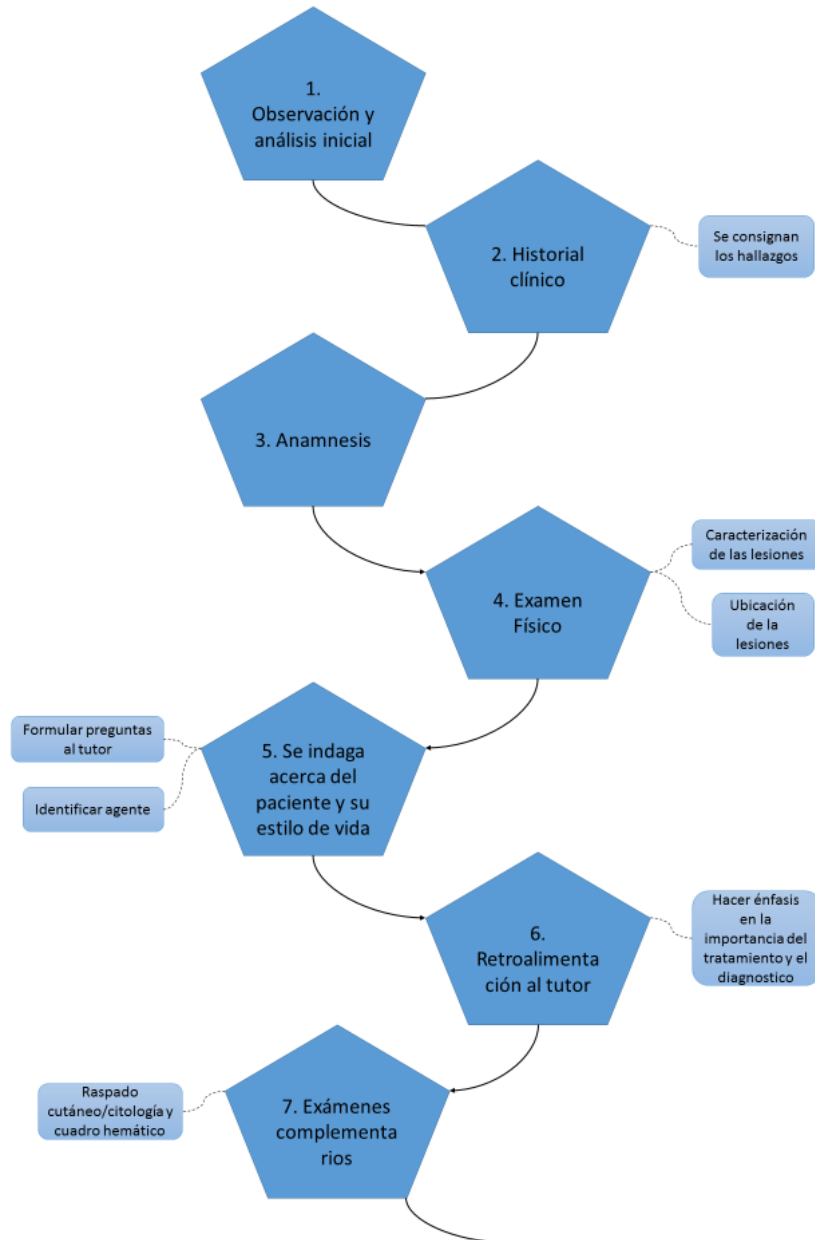 1.
Observación y
análisis inicial
2. Historial
clínico
Se consignan
los hallazgos
3. Anamnesis
4. Examen
Físico
Caracterización
de las lesiones
Ubicación
de la
lesiones
Formular preguntas
al tutor
Identificar agente
5. Se indaga
acerca del
paciente y su
estilo de vida
6.
Retroalimenta
ción al tutor
Hacer énfasis
en la
importancia del
tratamiento y el
diagnostico
Raspado
cutáneo/citología y
cuadro hemático
7. Exámenes
complementa
rios